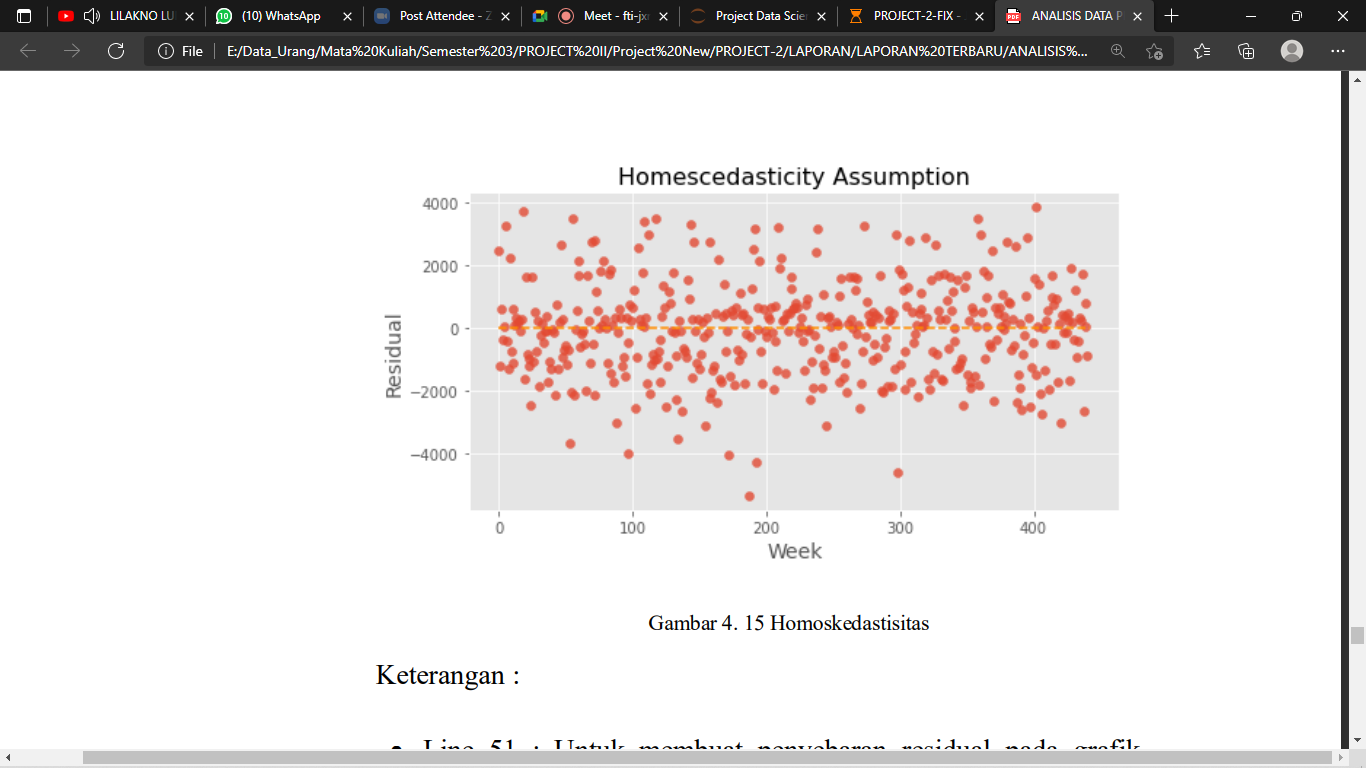 LILAKNO LU
(10) WhatsApp
Post Attendee - Z
Meet - fti-jxr
Project Data Scie
PROJECT-2-FIX -
PDF
ANALISIS DATA P
File
E:/Data_Urang/Mata%20Kuliah/Semester%203/PROJECT%20II/Project%20New/PROJECT-2/LAPORAN/LAPORAN%20TERBARU/ANALISIS%...
Homescedasticity Assumption
4000
2000
0
−2000
−4000
Residual
0 100 200 300 400
Week
Gambar 4. 15 Homoskedastisitas
Keterangan :
• Line 51 : Untuk membuat penyebaran residual pada grafik